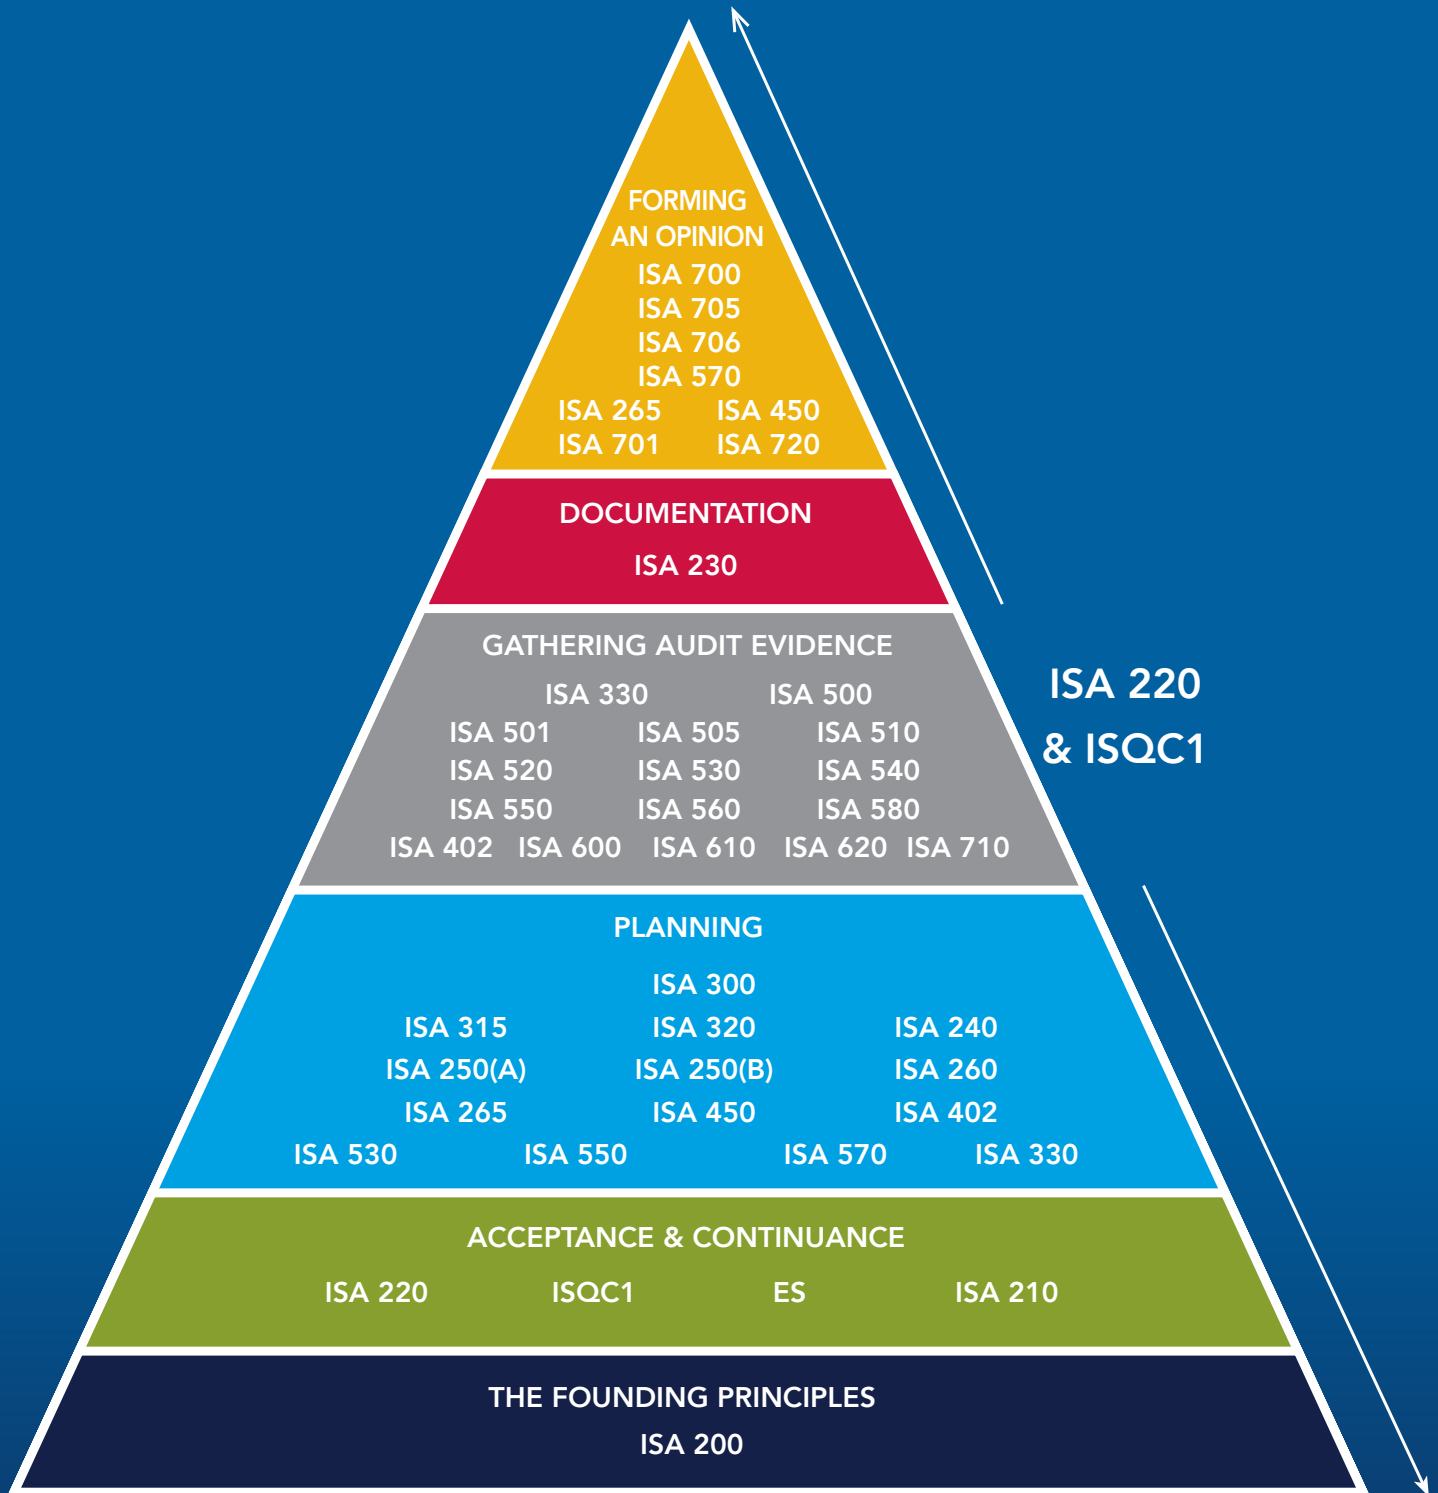 FORMING
AN OPINION
ISA 700
ISA 705
ISA 706
ISA 570
ISA 265 ISA 450
ISA 701 ISA 720
DOCUMENTATION
ISA 230
GATHERING AUDIT EVIDENCE
ISA 330 ISA 500
ISA 501 ISA 505 ISA 510
ISA 520 ISA 530 ISA 540
ISA 550 ISA 560 ISA 580
ISA 402 ISA 600 ISA 610 ISA 620 ISA 710
ISA 220
& ISQC1
PLANNING
ISA 300
ISA 315 ISA 320 ISA 240
ISA 250(A) ISA 250(B) ISA 260
ISA 265 ISA 450 ISA 402
ISA 530 ISA 550 ISA 570 ISA 330
ACCEPTANCE & CONTINUANCE
ISA 220 ISQC1 ES ISA 210
THE FOUNDING PRINCIPLES
ISA 200